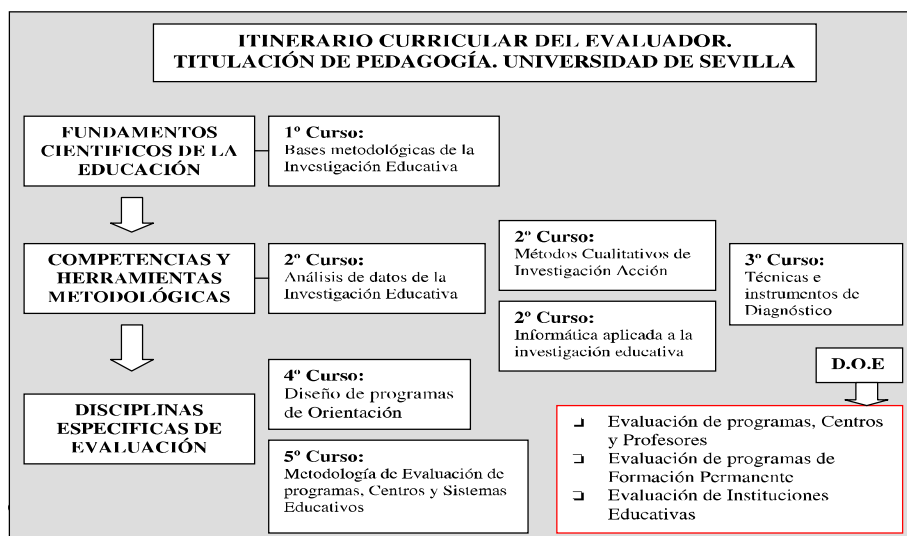 ITINERARIO CURRICULAR DEL EVALUADOR.
TITULACIÓN DE PEDAGOGÍA. UNIVERSIDAD DE SEVILLA
FUNDAMENTOS
CIENTIFICOS DE LA
EDUCACIÓN
1º Curso:
Bases metodológicas de la
Investigación Educativa
COMPETENCIAS Y
HERRAMIENTAS
METODOLÓGICAS
2º Curso:
Análisis de datos de la
Investigación Educativa
2º Curso:
Métodos Cualitativos de
Investigación Acción
2º Curso:
Informática aplicada a la
investigación educativa
3º Curso:
Técnicas e
instrumentos de
Diagnóstico
D.O.E
DISCIPLINAS
ESPECIFICAS DE
EVALUACIÓN
4º Curso:
Diseño de programas
de Orientación
5º Curso:
Metodología de Evaluación de
programas, Centros y Sistemas
Educativos
Evaluación de programas, Centros
y Profesores
Evaluación de programas de
Formación Permanente
Evaluación de Instituciones
Educativas